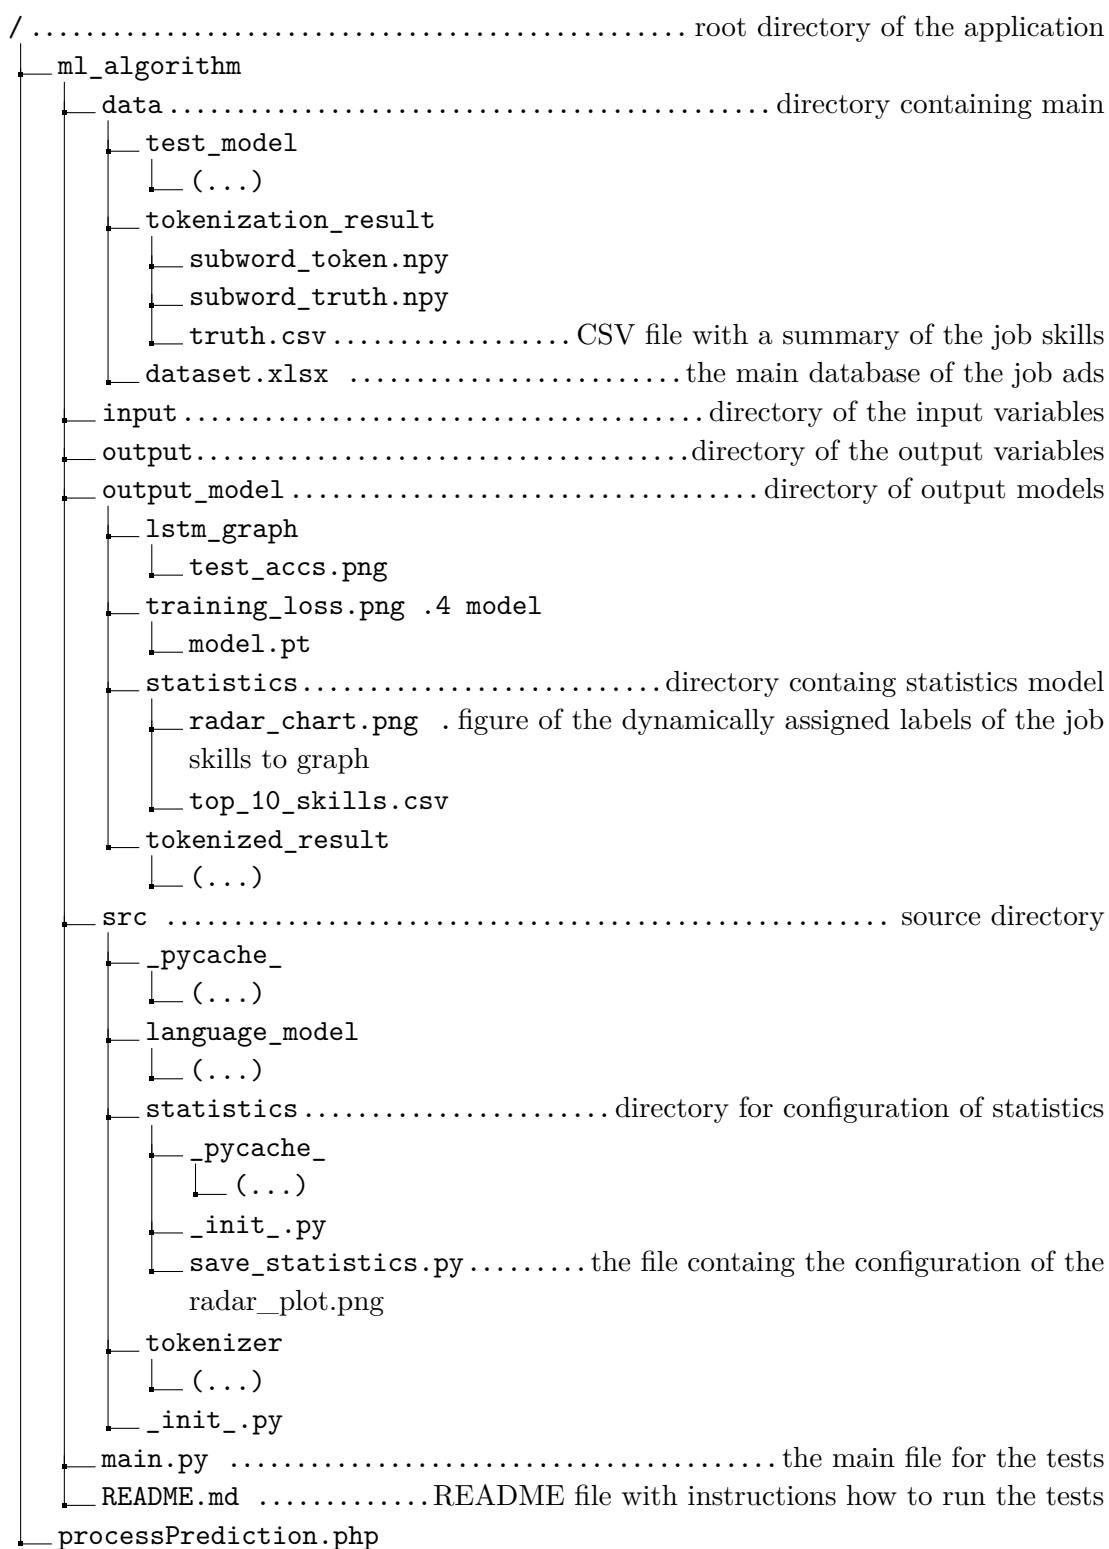 / ................................................ root directory of the application
ml_algorithm
data............................................. directory containing main
test_model
(...)
tokenization_result
subword_token.npy
subword_truth.npy
truth.csv.................. CSV file with a summary of the job skills
dataset.xlsx .........................the main database of the job ads
input....................................... directory of the input variables
output.....................................directory of the output variables
output_model ................................... directory of output models
lstm_graph
test_accs.png
training_loss.png .4 model
model.pt
statistics...........................directory containg statistics model
radar_chart.png . figure of the dynamically assigned labels of the job
skills to graph
top_10_skills.csv
tokenized_result
(...)
src ...................................................... source directory
_pycache_
(...)
language_model
(...)
statistics.......................directory for configuration of statistics
_pycache_
(...)
_init_.py
save_statistics.py.........the file containg the configuration of the
radar_plot.png
tokenizer
(...)
_init_.py
main.py .........................................the main file for the tests
README.md .............README file with instructions how to run the tests
processPrediction.php